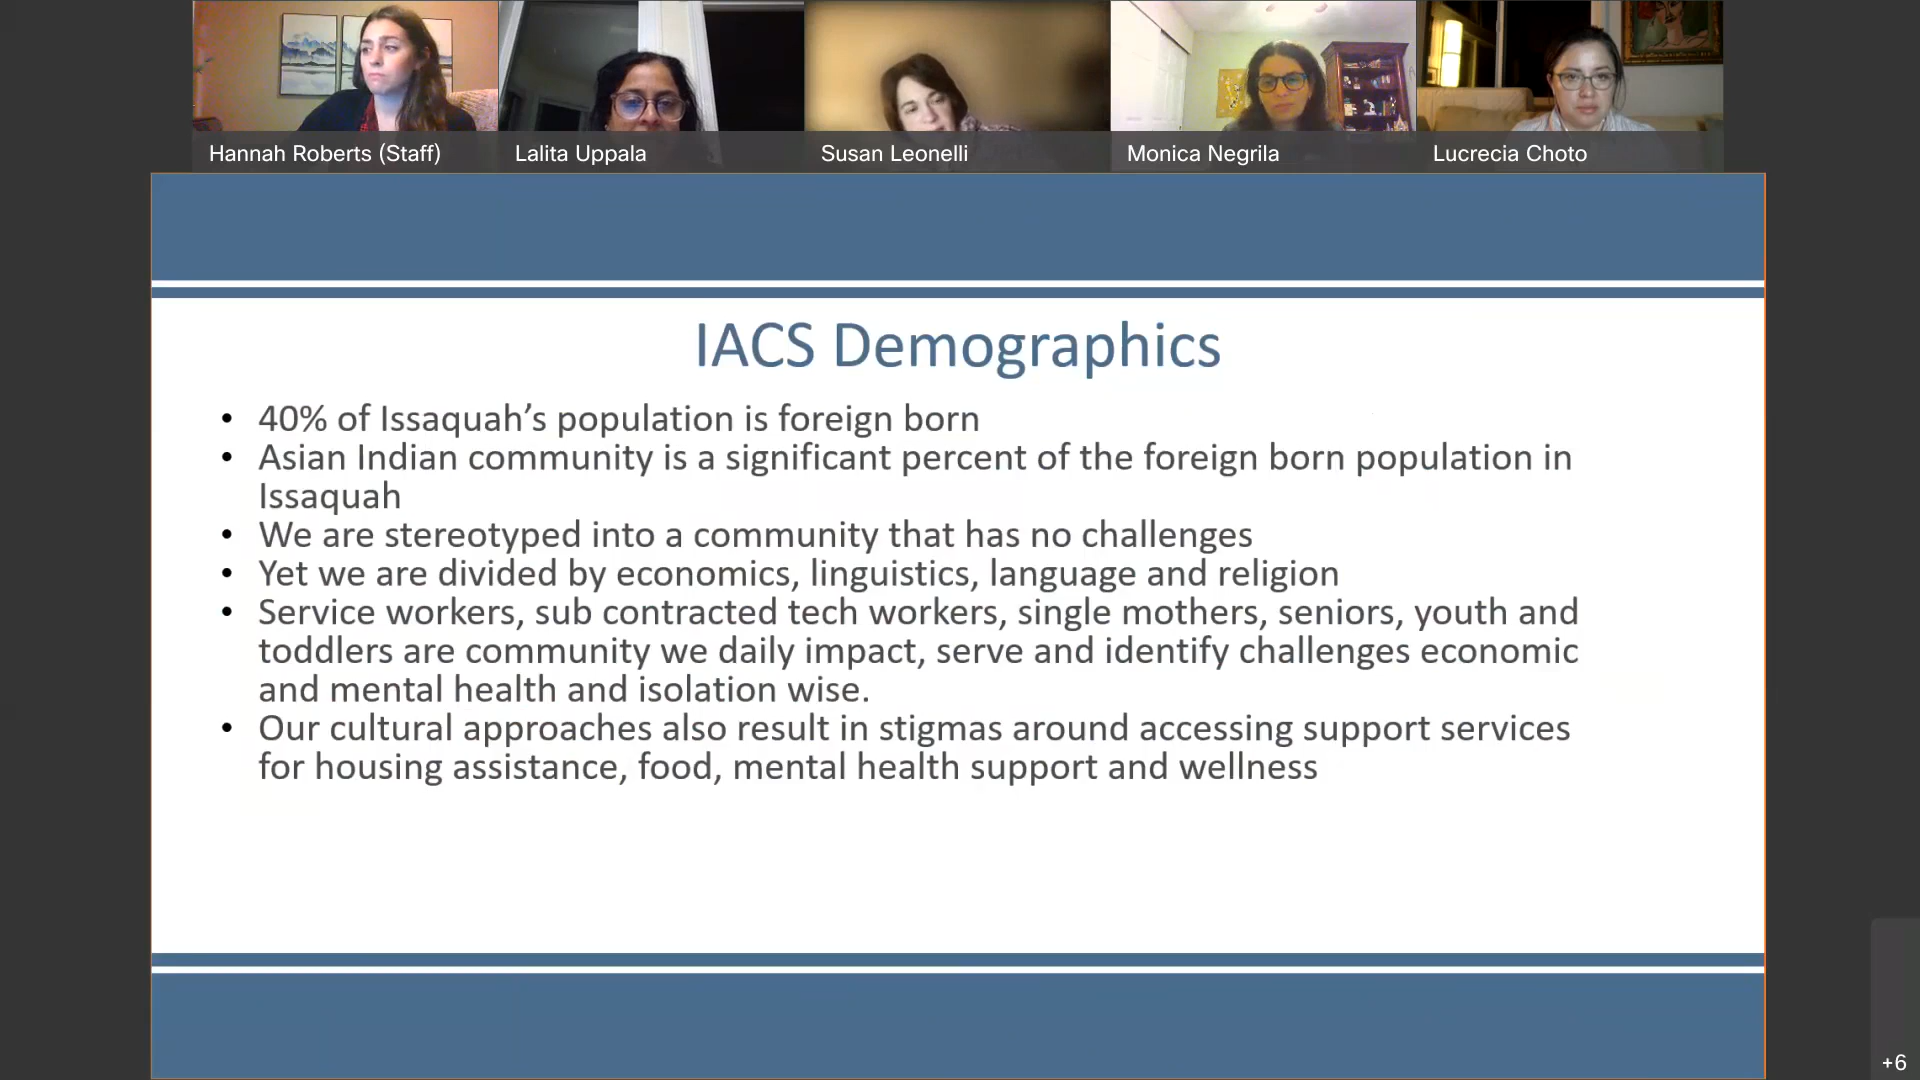 Hannah Roberts (Staff)
Lalita Uppala
Susan Leonelli
Monica Negrila
Lucrecia Choto
IACS Demographics
• 40% of Issaquah’s population is foreign born
• Asian Indian community is a significant percent of the foreign born population in
Issaquah
• We are stereotyped into a community that has no challenges
• Yet we are divided by economics, linguistics, language and religion
• Service workers, sub contracted tech workers, single mothers, seniors, youth and
toddlers are community we daily impact, serve and identify challenges economic
and mental health and isolation wise.
• Our cultural approaches also result in stigmas around accessing support services
for housing assistance, food, mental health support and wellness
+6